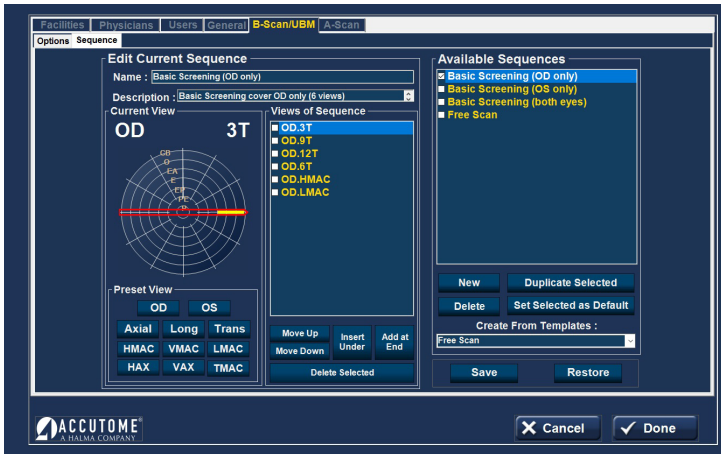 Facilities Physicians Users General B-Scan/UBM A-Scan
Options Sequence
Edit Current Sequence
Name : Basic Screening (OD only)
Description : Basic Screening cover OD only (6 views)
Current View
OD 3T
CB
O
EA
E
EP
PE
P
Preset View
OD OS
Axial Long Trans
HMAC VMAC LMAC
HAX VAX TMAC
Views of Sequence
OD.3T
OD.9T
OD.12T
OD.6T
OD.HMAC
OD.LMAC
Move Up
Move Down
Insert Under
Add at End
Delete Selected
Available Sequences
Basic Screening (OD only)
Basic Screening (OS only)
Basic Screening (both eyes)
Free Scan
New Duplicate Selected
Delete Set Selected as Default
Create From Templates :
Free Scan
Save Restore
ACCUTOME®
A HALMA COMPANY
Cancel Done